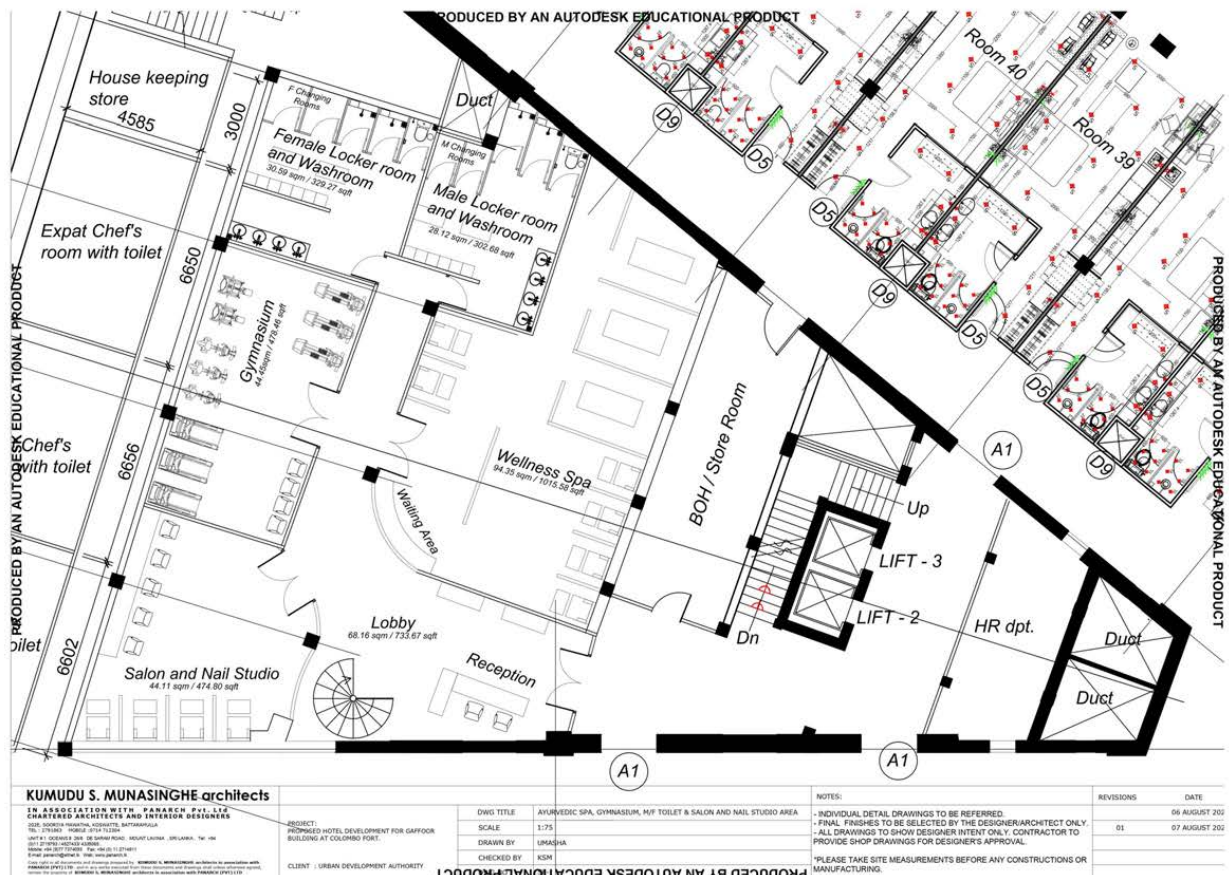 PRODUCED BY AN AUTODESK EDUCATIONAL PRODUCT
House keeping
store
4585
3000
F Changing
Rooms
Duct
Female Locker room
and Washroom
30.59 sqm / 329.27 sqft
M Changing
Rooms
Male Locker room
and Washroom
28.12 sqm / 302.68 sqft
Room 40
Room 39
D9
D5
D5
D9
D5
D5
D9
Expat Chef's
room with toilet
6650
Gymnasium
44.45sqm / 478.46 sqft
PRODUCED BY AN AUTODESK EDUCATIONAL PRODUCT
PRODUCED BY AN AUTODESK EDUCATIONAL PRODUCT
Chef's
with toilet
6656
Wellness Spa
94.35 sqm / 1015.58 sqft
Waiting Area
BOH / Store Room
A1
Up
LIFT - 3
LIFT - 2
Dn
HR dpt.
Duct
Duct
oilet
6602
Lobby
68.16 sqm / 733.67 sqft
Reception
Salon and Nail Studio
44.11 sqm / 474.80 sqft
A1
A1
KUMUDU S. MUNASINGHE architects
IN ASSOCIATION WITH PANARCH Pvt. Ltd
CHARTERED ARCHITECTS AND INTERIOR DESIGNERS
PROJECT:
PROPOSED HOTEL DEVELOPMENT FOR GAFFOOR
BUILDING AT COLOMBO FORT.
CLIENT : URBAN DEVELOPMENT AUTHORITY
DWG TITLE AYURVEDIC SPA, GYMNASIUM, M/F TOILET & SALON AND NAIL STUDIO AREA
SCALE 1:75
DRAWN BY UMASHA
CHECKED BY KSM
NOTES:
- INDIVIDUAL DETAIL DRAWINGS TO BE REFERRED.
- FINAL FINISHES TO BE SELECTED BY THE DESIGNER/ARCHITECT ONLY.
- ALL DRAWINGS TO SHOW DESIGNER INTENT ONLY. CONTRACTOR TO
PROVIDE SHOP DRAWINGS FOR DESIGNER'S APPROVAL.
*PLEASE TAKE SITE MEASUREMENTS BEFORE ANY CONSTRUCTIONS OR
MANUFACTURING.
REVISIONS DATE
06 AUGUST 202
01 07 AUGUST 202
PRODUCED BY AN AUTODESK EDUCATIONAL PRODUCT